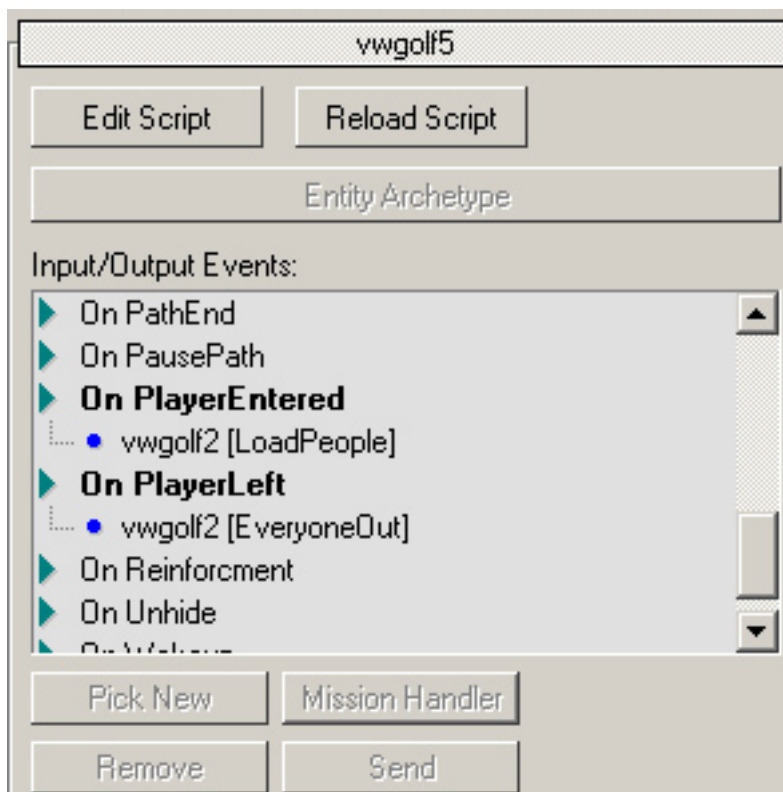 vwgolf5
Edit Script Reload Script
Entity Archetype
Input/Output Events:
On PathEnd
On PausePath
On PlayerEntered
vwgolf2 [LoadPeople]
On PlayerLeft
vwgolf2 [EveryoneOut]
On Reinforcment
On Unhide
On
Pick New Mission Handler
Remove Send